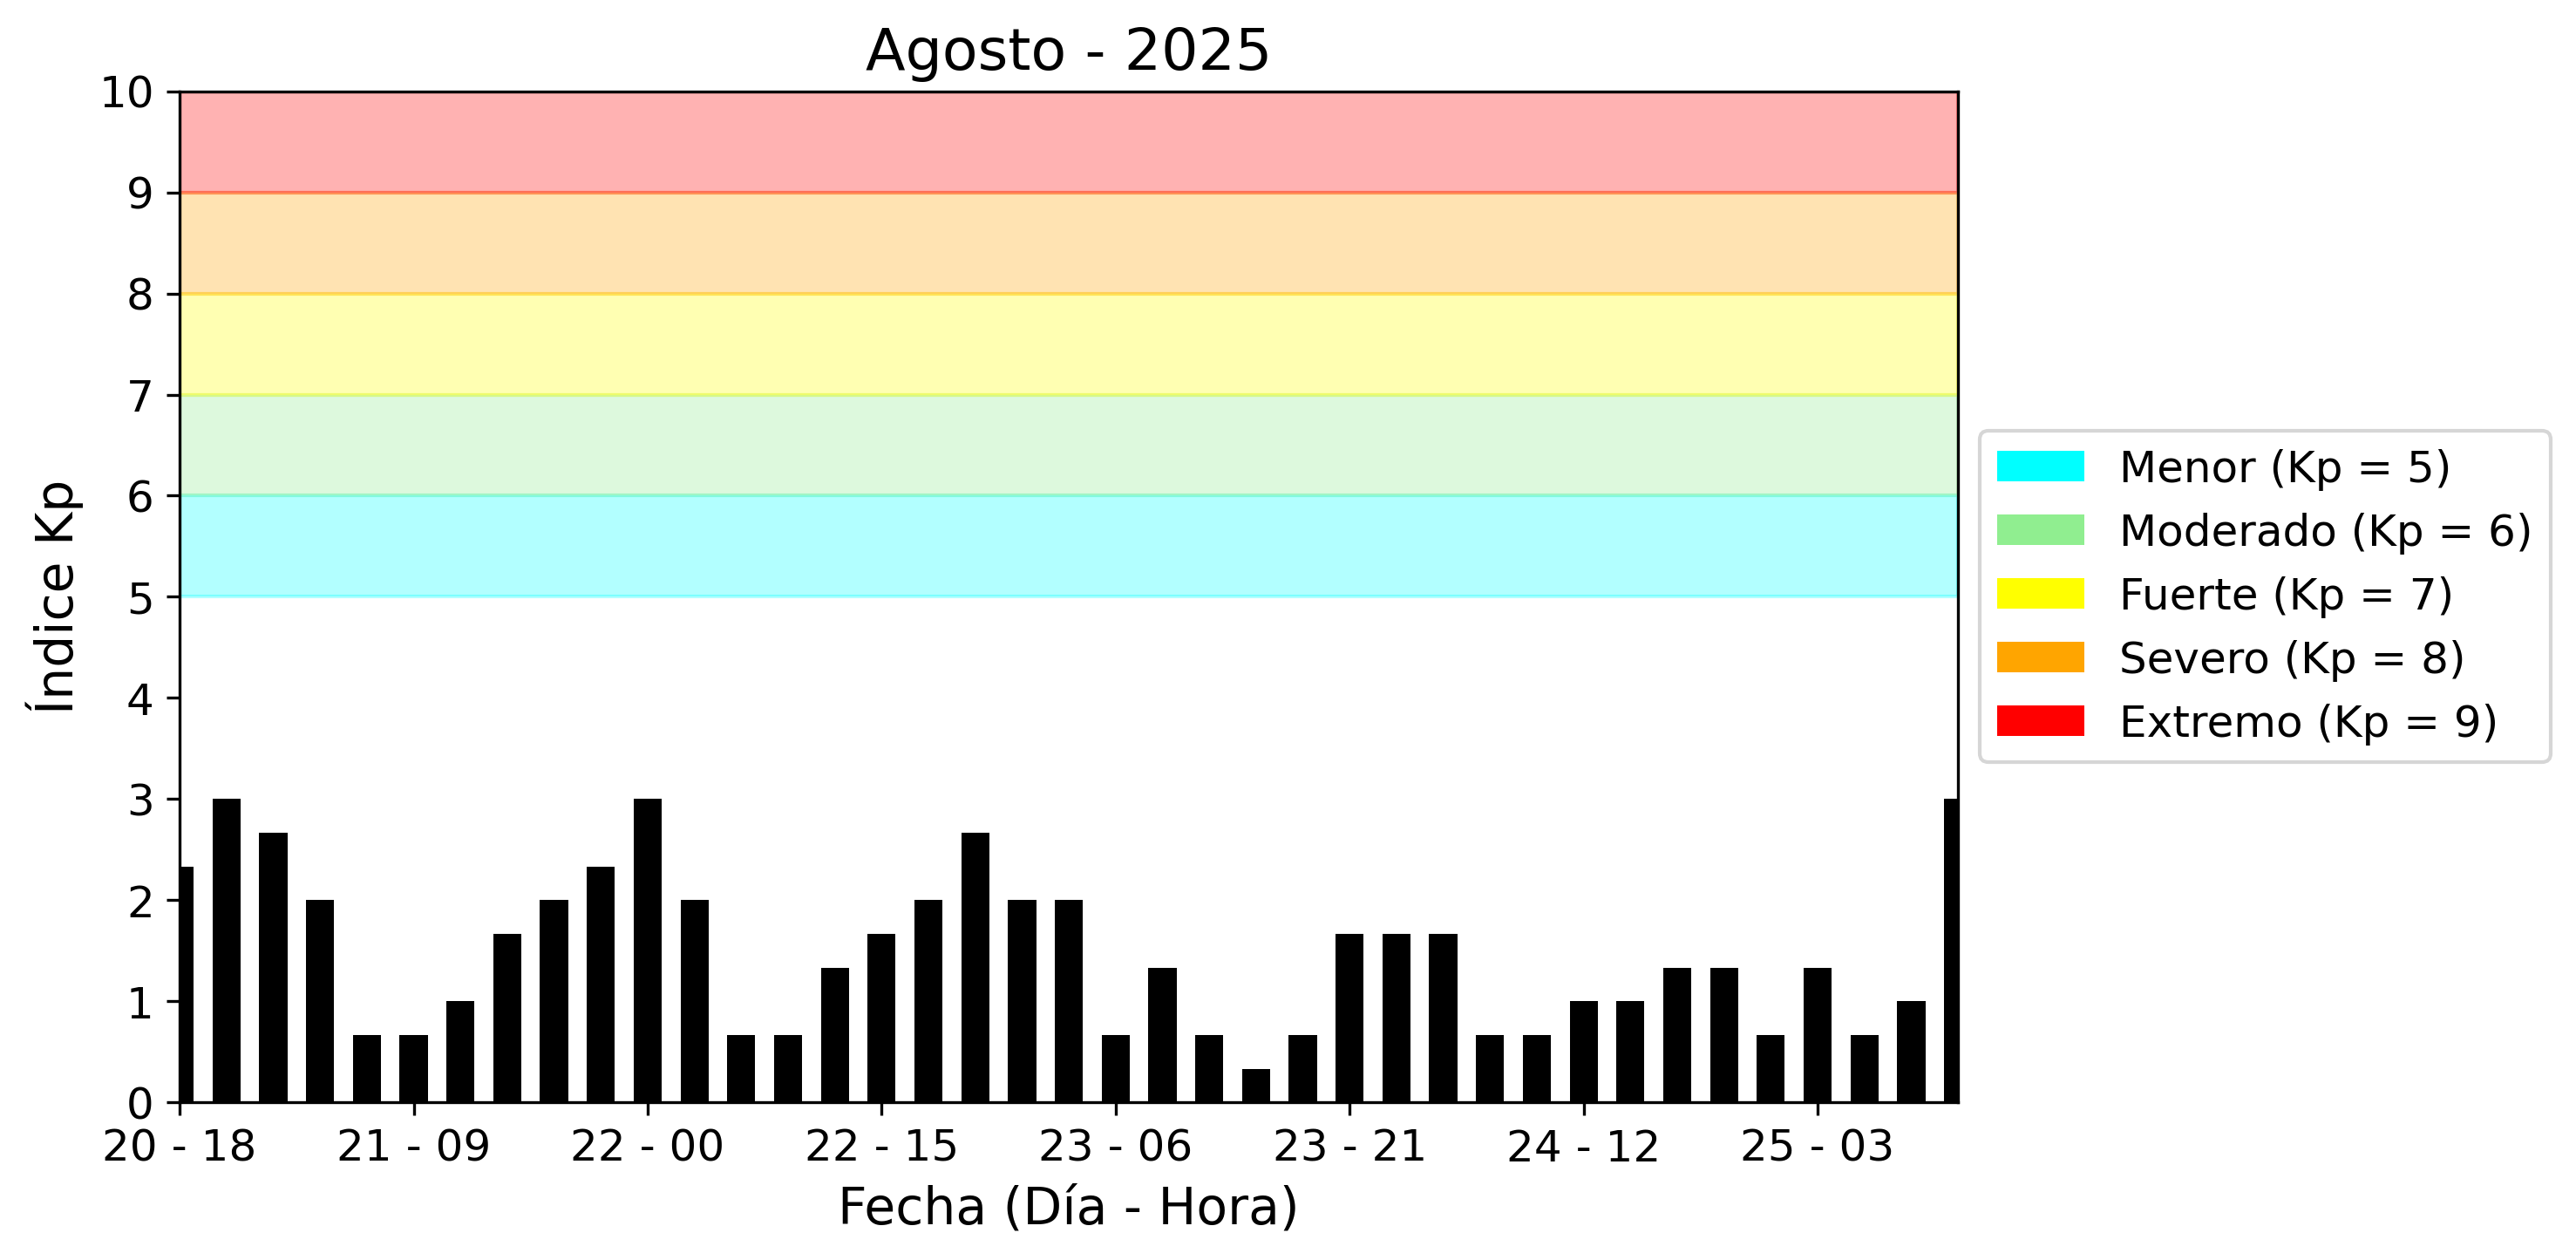 Agosto - 2025
Índice Kp
10
9
8
7
6
5
4
3
2
1
0
20 - 18
21 - 09
22 - 00
22 - 15
23 - 06
23 - 21
24 - 12
25 - 03
Fecha (Día - Hora)
Menor (Kp = 5)
Moderado (Kp = 6)
Fuerte (Kp = 7)
Severo (Kp = 8)
Extremo (Kp = 9)